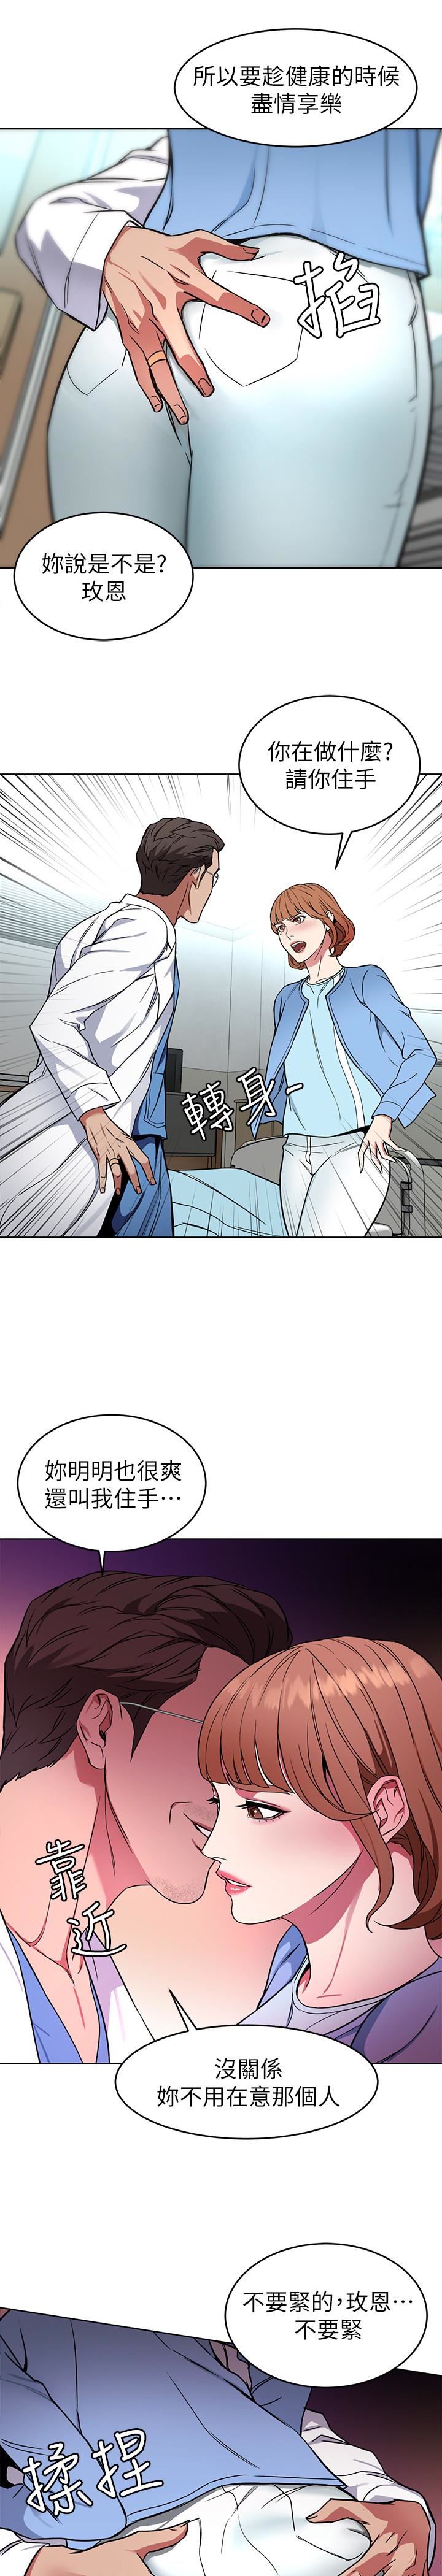 所以要趁健康的時候
盡情享樂
掐
妳說是不是?
玫恩
你在做什麼?
請你住手
轉身-
妳明明也很爽
還叫我住手…
靠近
沒關係
妳不用在意那個人
不要緊的,玫恩…
不要緊
揉捏